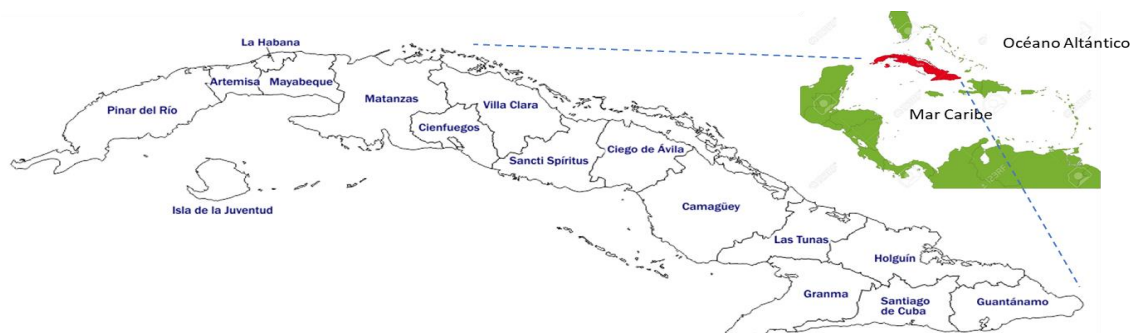 La Habana
Artemisa
Mayabeque
Pinar del Río
Matanzas
Villa Clara
Cienfuegos
Sancti Spíritus
Ciego de Ávila
Isla de la Juventud
Camagüey
Las Tunas
Holguín
Granma
Santiago
de Cuba
Guantánamo
Océano Altántico
Mar Caribe